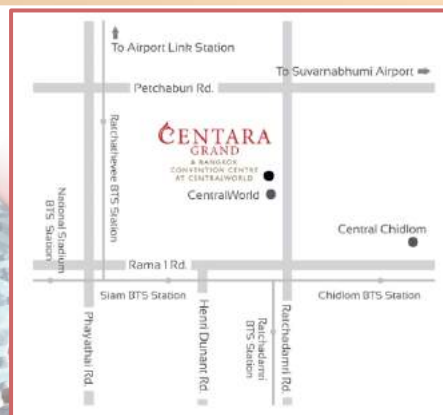 To Airport Link Station
To Suvarnabhumi Airport
Petchaburi Rd.
Ratchathevee BTS Station
CENTARA
GRAND
& BANGKOK
CONVENTION CENTRE
AT CENTRALWORLD
CentralWorld
National Stadium
BTS Station
Central Chidlom
Rama 1 Rd.
Siam BTS Station
Chidlom BTS Station
Phayathai Rd.
Henri Dunant Rd.
Ratchadamri
BTS Station
Ratchadamri Rd.